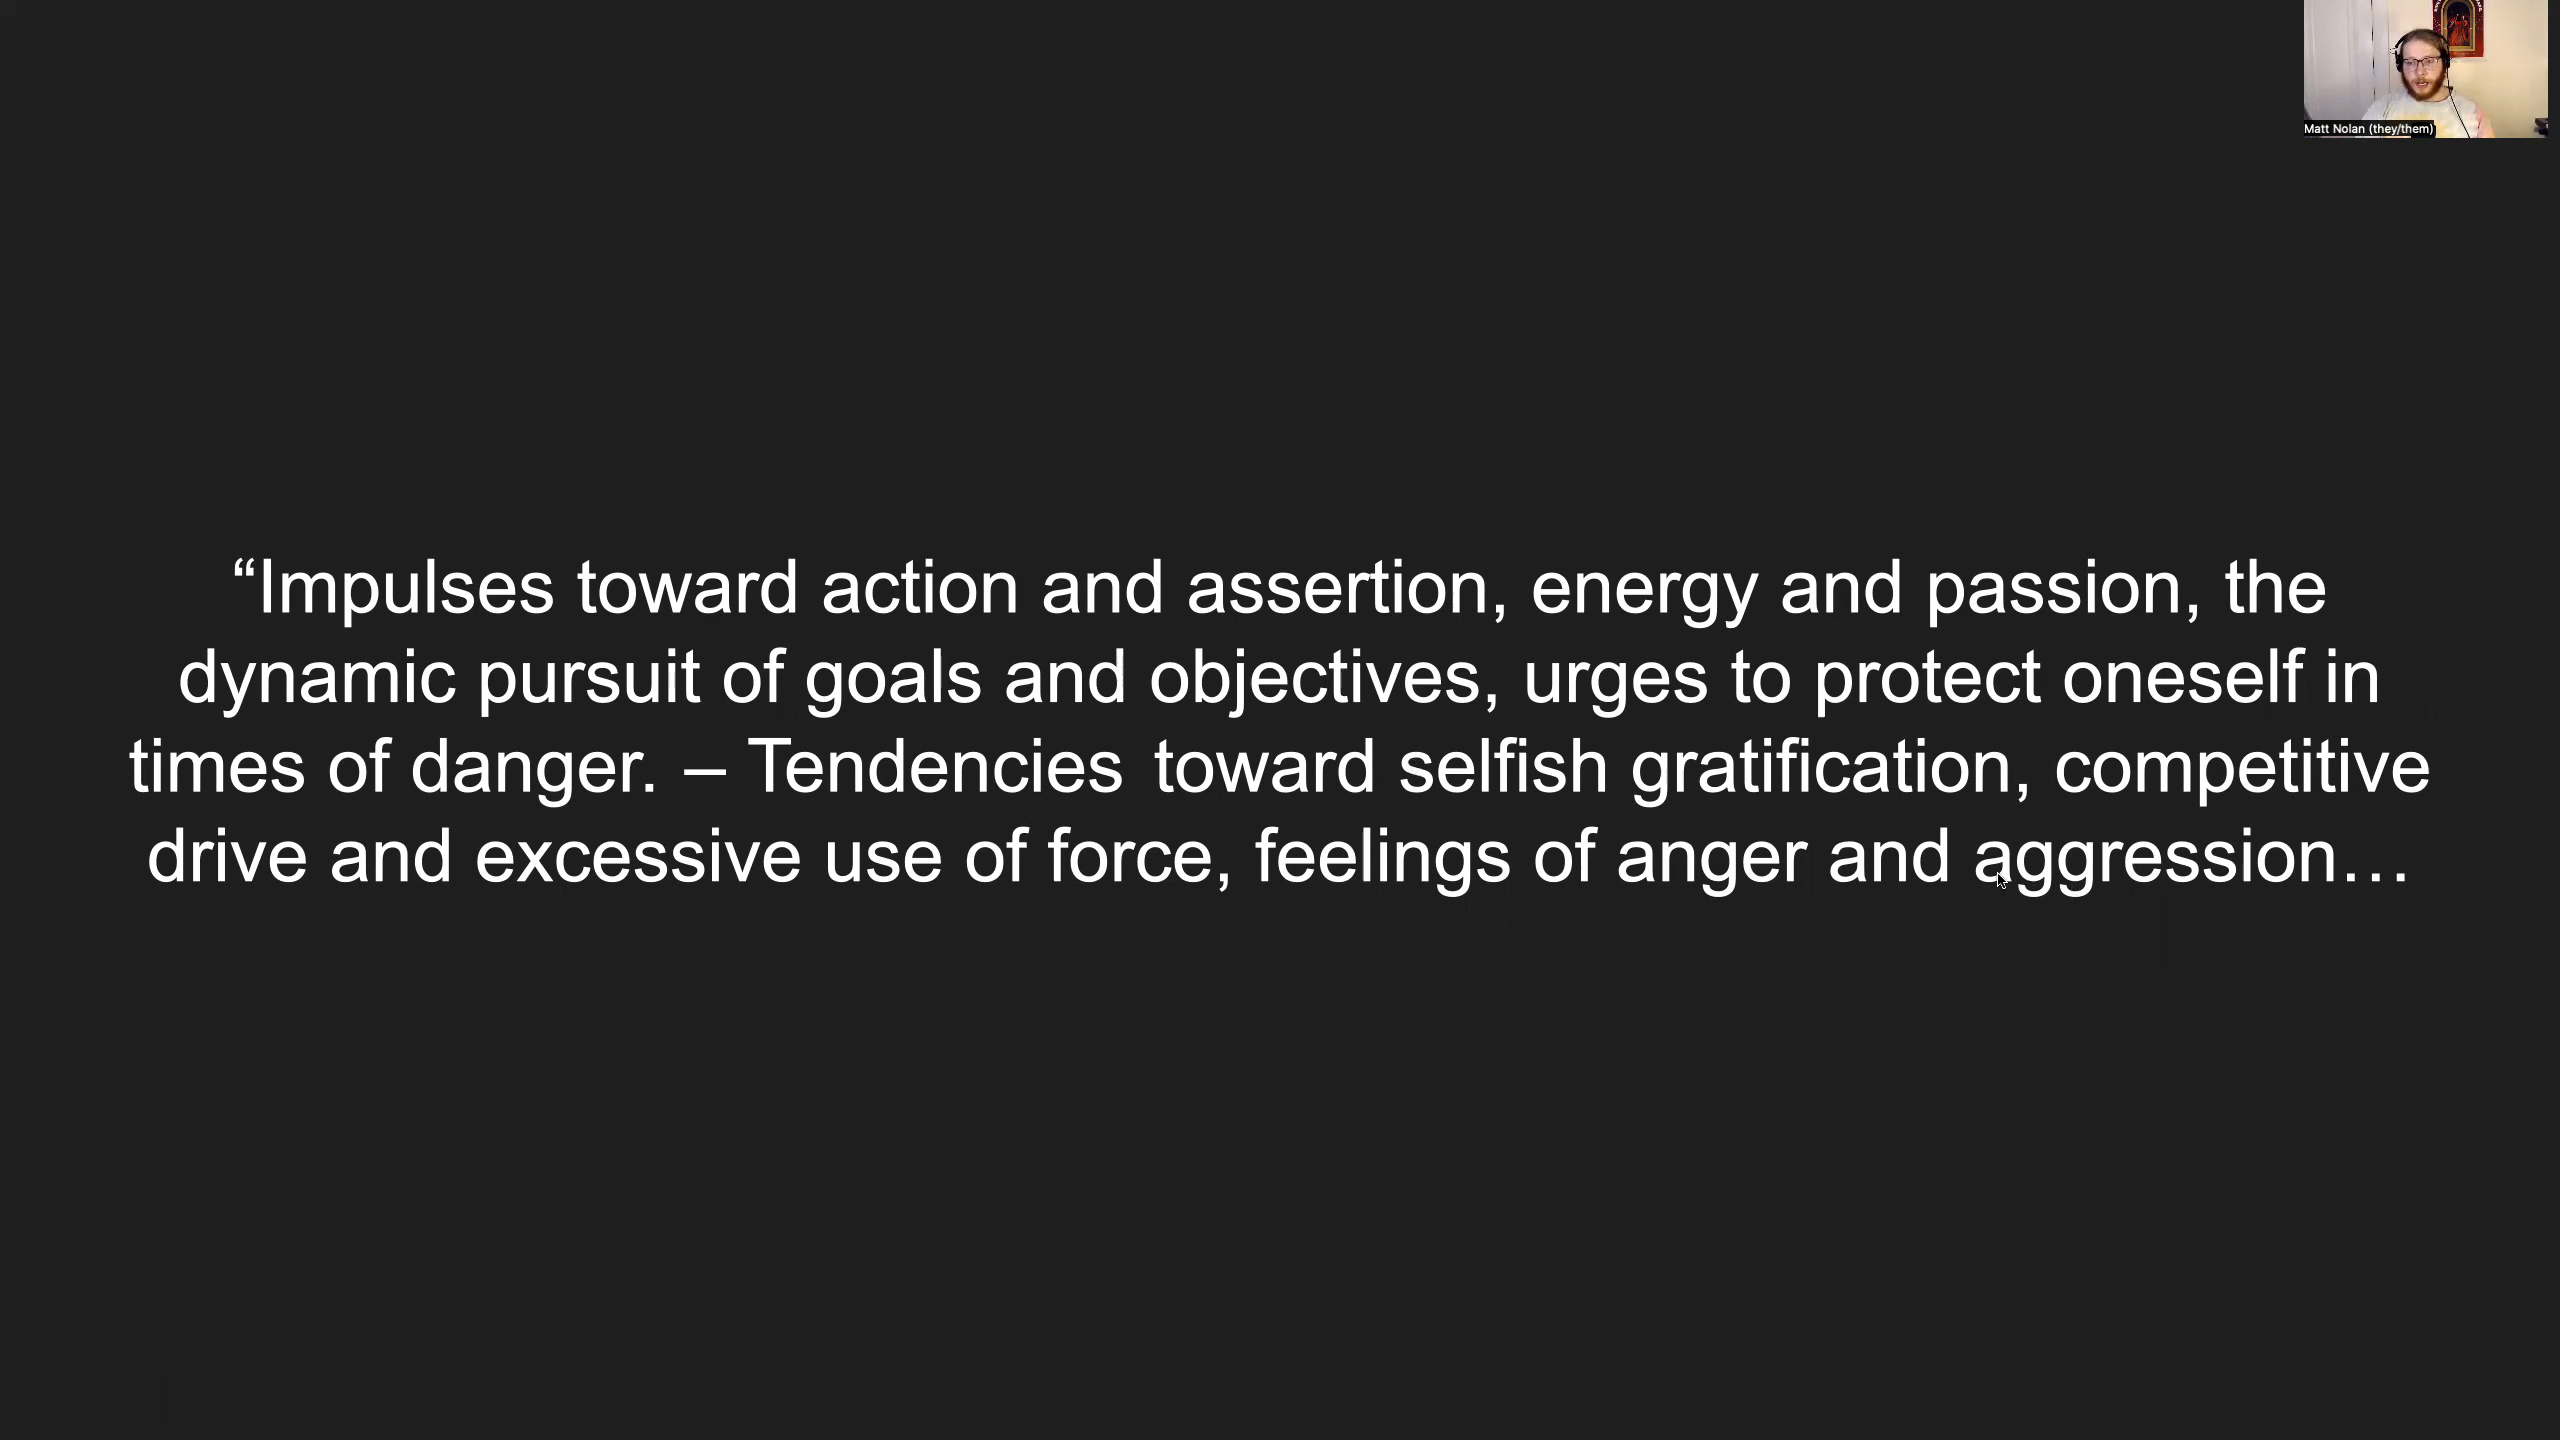 Matt Nolan (they/them)
“Impulses toward action and assertion, energy and passion, the
dynamic pursuit of goals and objectives, urges to protect oneself in
times of danger. – Tendencies toward selfish gratification, competitive
drive and excessive use of force, feelings of anger and aggression…